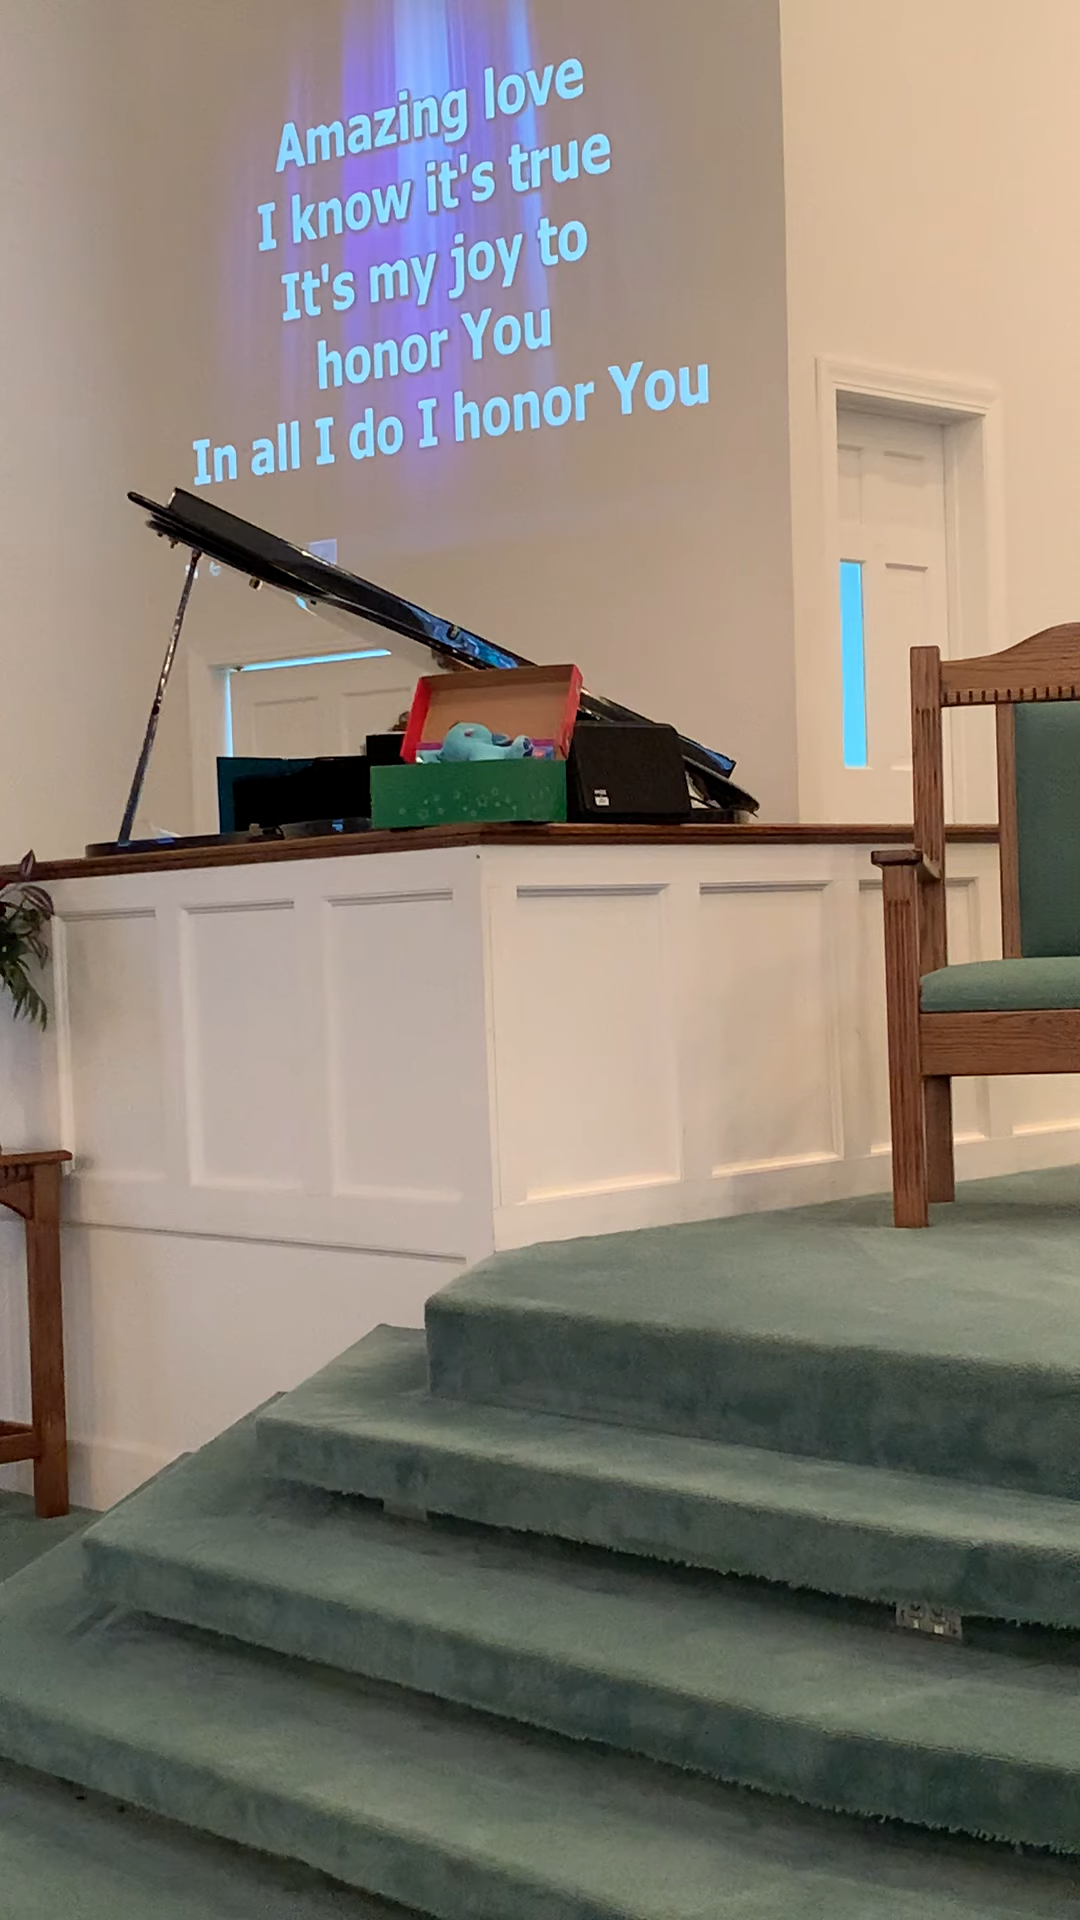 Amazing love
I know it's true
It's my joy to
honor You
In all I do I honor You